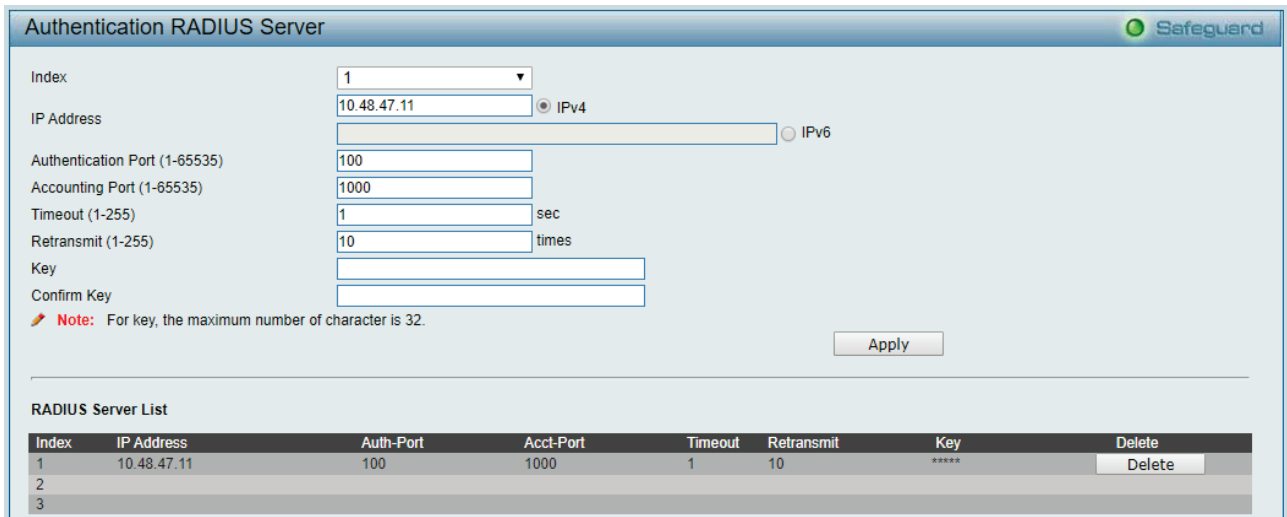 Authentication RADIUS Server
Safeguard
Index 1
10.48.47.11 IPv4
IP Address
IPv6
Authentication Port (1-65535) 100
Accounting Port (1-65535) 1000
Timeout (1-255) 1 sec
Retransmit (1-255) 10 times
Key
Confirm Key
Note: For key, the maximum number of character is 32.
Apply
RADIUS Server List
Index IP Address Auth-Port Acct-Port Timeout Retransmit Key Delete
1 10.48.47.11 100 1000 1 10 ***** Delete
2
3